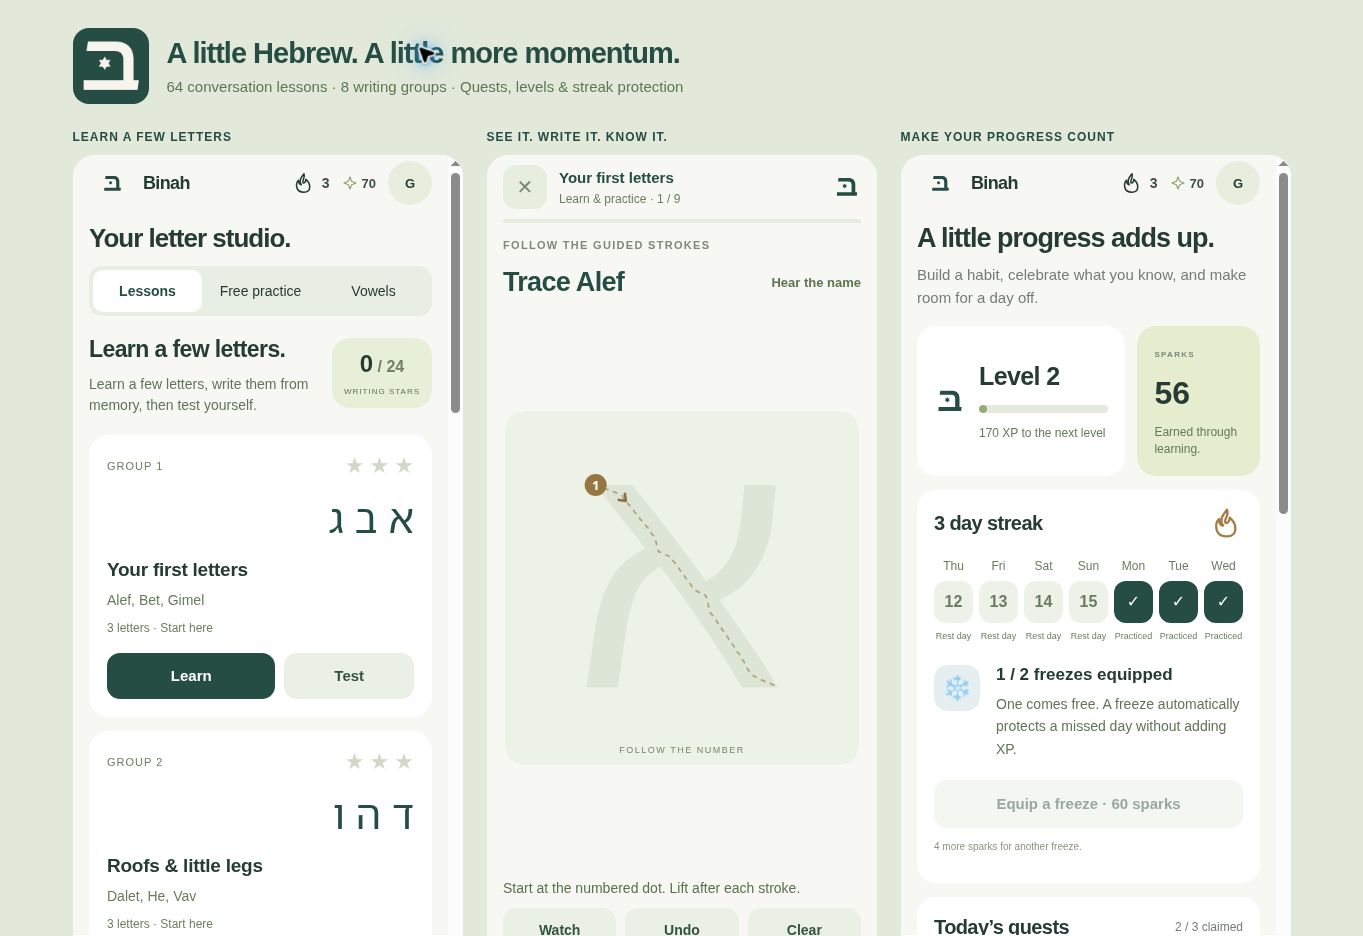 בּ
A little Hebrew. A little more momentum.
64 conversation lessons · 8 writing groups · Quests, levels & streak protection
LEARN A FEW LETTERS
בּ Binah 3 70 G
Your letter studio.
Lessons Free practice Vowels
Learn a few letters.
Learn a few letters, write them from
memory, then test yourself.
0 / 24
WRITING STARS
GROUP 1 ★ ★ ★
א ב ג
Your first letters
Alef, Bet, Gimel
3 letters · Start here
Learn Test
GROUP 2 ★ ★ ★
ד ה ו
Roofs & little legs
Dalet, He, Vav
3 letters · Start here
SEE IT. WRITE IT. KNOW IT.
✕ Your first letters בּ
Learn & practice · 1 / 9
FOLLOW THE GUIDED STROKES
Trace Alef Hear the name
1
א
FOLLOW THE NUMBER
Start at the numbered dot. Lift after each stroke.
Watch Undo Clear
MAKE YOUR PROGRESS COUNT
בּ Binah 3 70 G
A little progress adds up.
Build a habit, celebrate what you know, and make
room for a day off.
בּ
Level 2
170 XP to the next level
SPARKS
56
Earned through
learning.
3 day streak
Thu Fri Sat Sun Mon Tue Wed
12 13 14 15 ✓ ✓ ✓
Rest day Rest day Rest day Rest day Practiced Practiced Practiced
1 / 2 freezes equipped
One comes free. A freeze automatically
protects a missed day without adding
XP.
Equip a freeze · 60 sparks
4 more sparks for another freeze.
Today’s quests 2 / 3 claimed